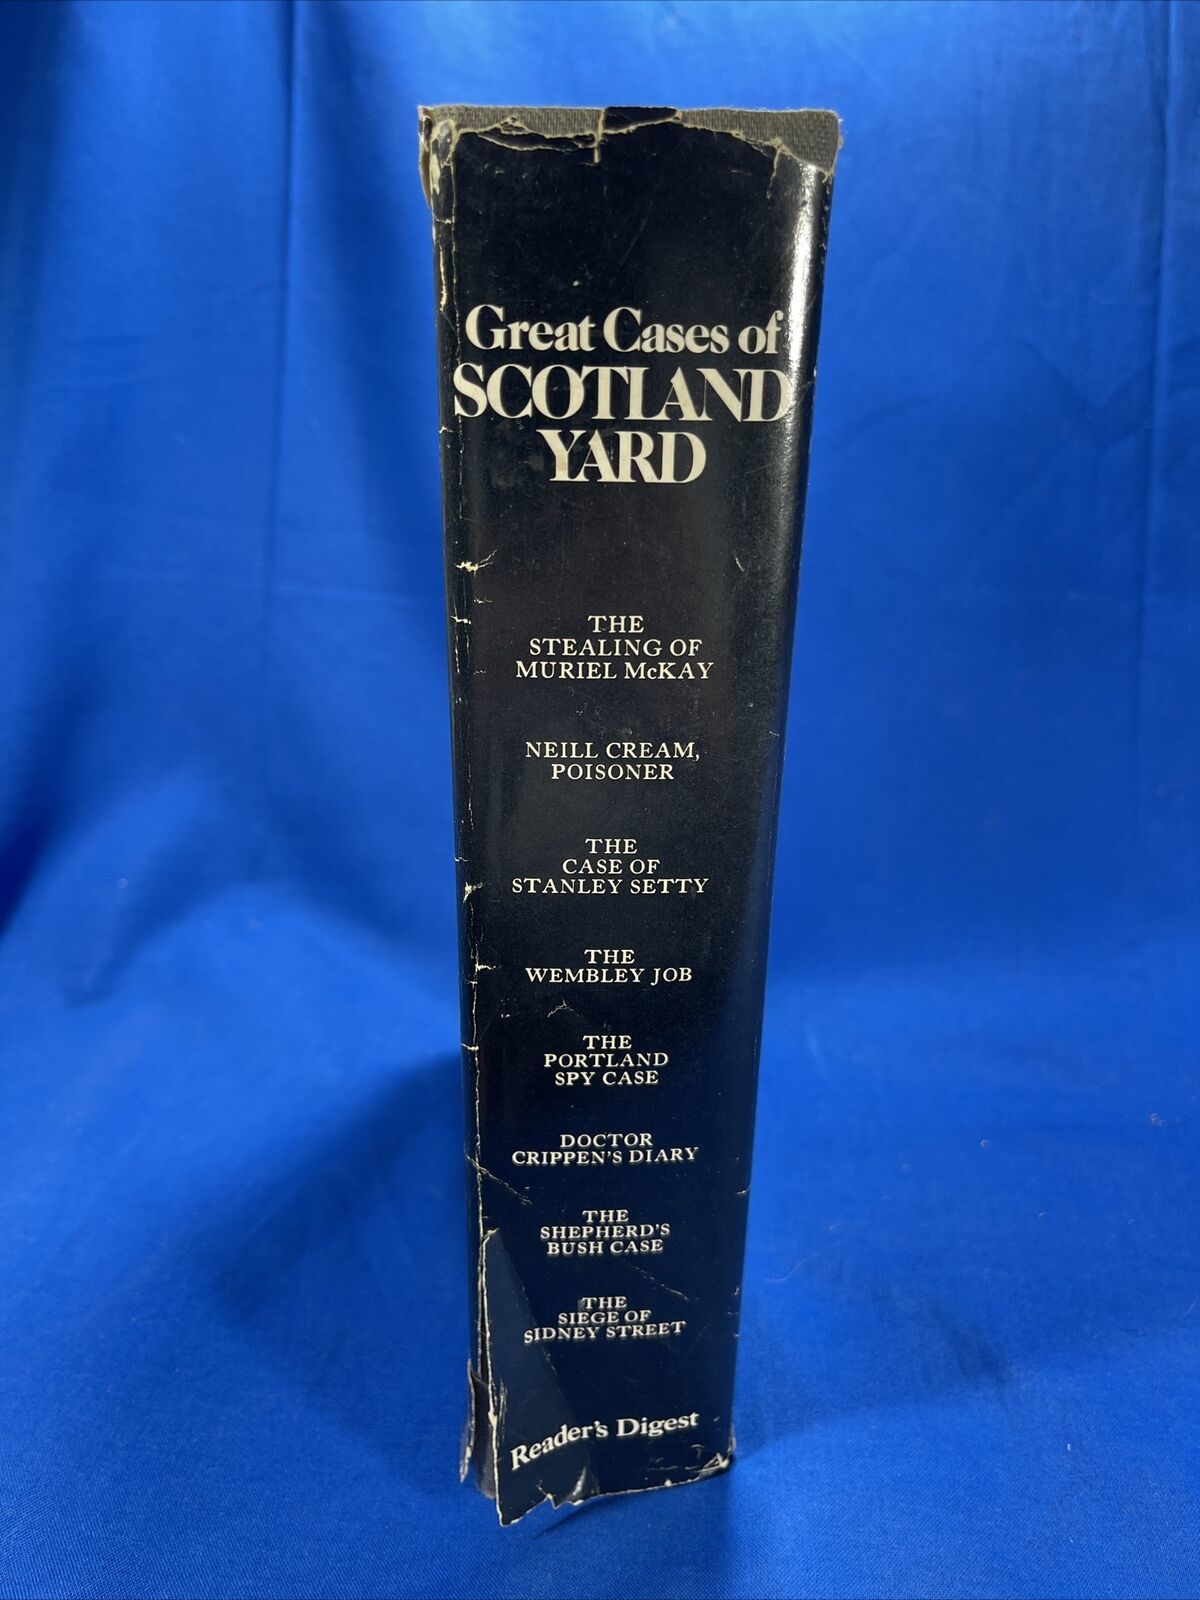 Great Cases of
SCOTLAND
YARD
THE
STEALING OF
MURIEL McKAY
NEILL CREAM,
POISONER
THE
CASE OF
STANLEY SETTY
THE
WEMBLEY JOB
THE
PORTLAND
SPY CASE
DOCTOR
CRIPPEN'S DIARY
THE
SHEPHERD'S
BUSH CASE
THE
SIEGE OF
SIDNEY STREET
Reader's Digest